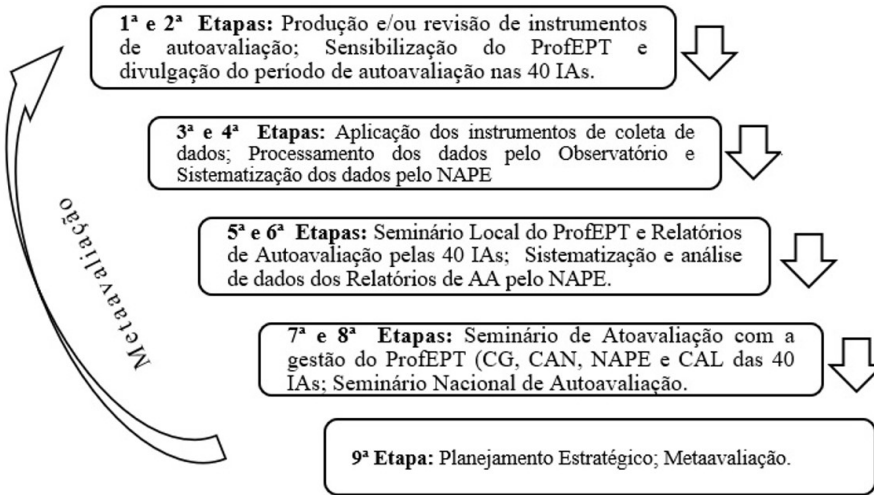 1ª e 2ª Etapas: Produção e/ou revisão de instrumentos
de autoavaliação; Sensibilização do ProfEPT e
divulgação do período de autoavaliação nas 40 IAs.
3ª e 4ª Etapas: Aplicação dos instrumentos de coleta de
dados; Processamento dos dados pelo Observatório e
Sistematização dos dados pelo NAPE
5ª e 6ª Etapas: Seminário Local do ProfEPT e Relatórios
de Autoavaliação pelas 40 IAs; Sistematização e análise
de dados dos Relatórios de AA pelo NAPE.
7ª e 8ª Etapas: Seminário de Atoavaliação com a
gestão do ProfEPT (CG, CAN, NAPE e CAL das 40
IAs; Seminário Nacional de Autoavaliação.
9ª Etapa: Planejamento Estratégico; Metaavaliação.
Metaavaliação